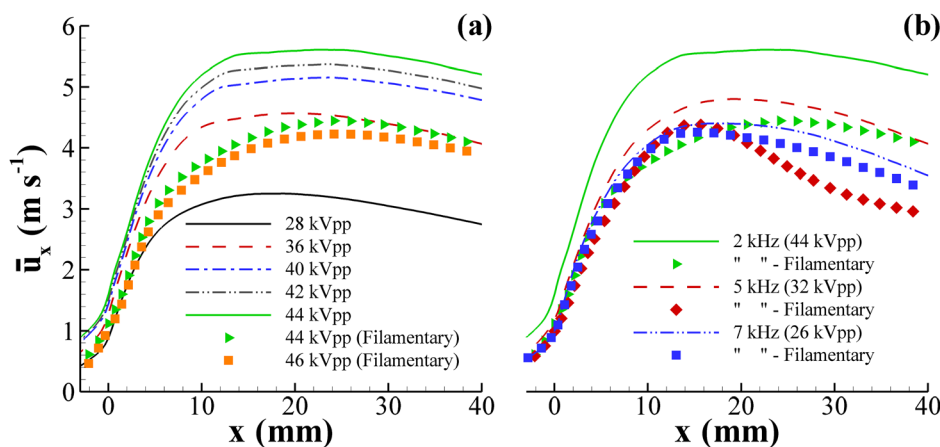 (a)
6
5
4
3
2
1
0
ū_x (m s⁻¹)
28 kVpp
36 kVpp
40 kVpp
42 kVpp
44 kVpp
44 kVpp (Filamentary)
46 kVpp (Filamentary)
0 10 20 30 40
x (mm)
(b)
2 kHz (44 kVpp)
" " - Filamentary
5 kHz (32 kVpp)
" " - Filamentary
7 kHz (26 kVpp)
" " - Filamentary
0 10 20 30 40
x (mm)